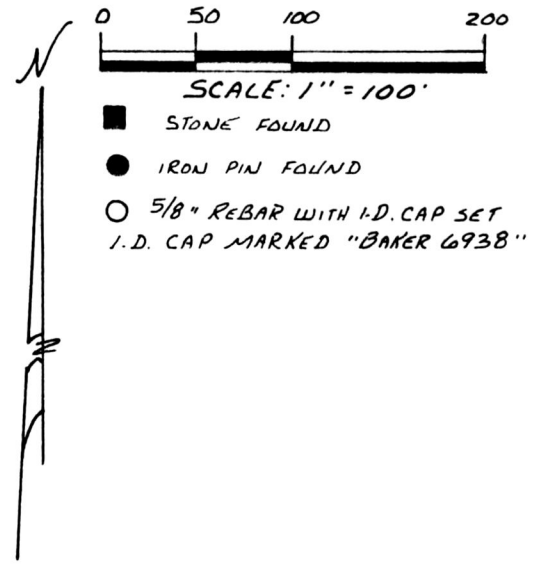 0 50 100 200
N
SCALE: 1" = 100'
STONE FOUND
IRON PIN FOUND
5/8" REBAR WITH I.D. CAP SET
I.D. CAP MARKED "BAKER 6938"